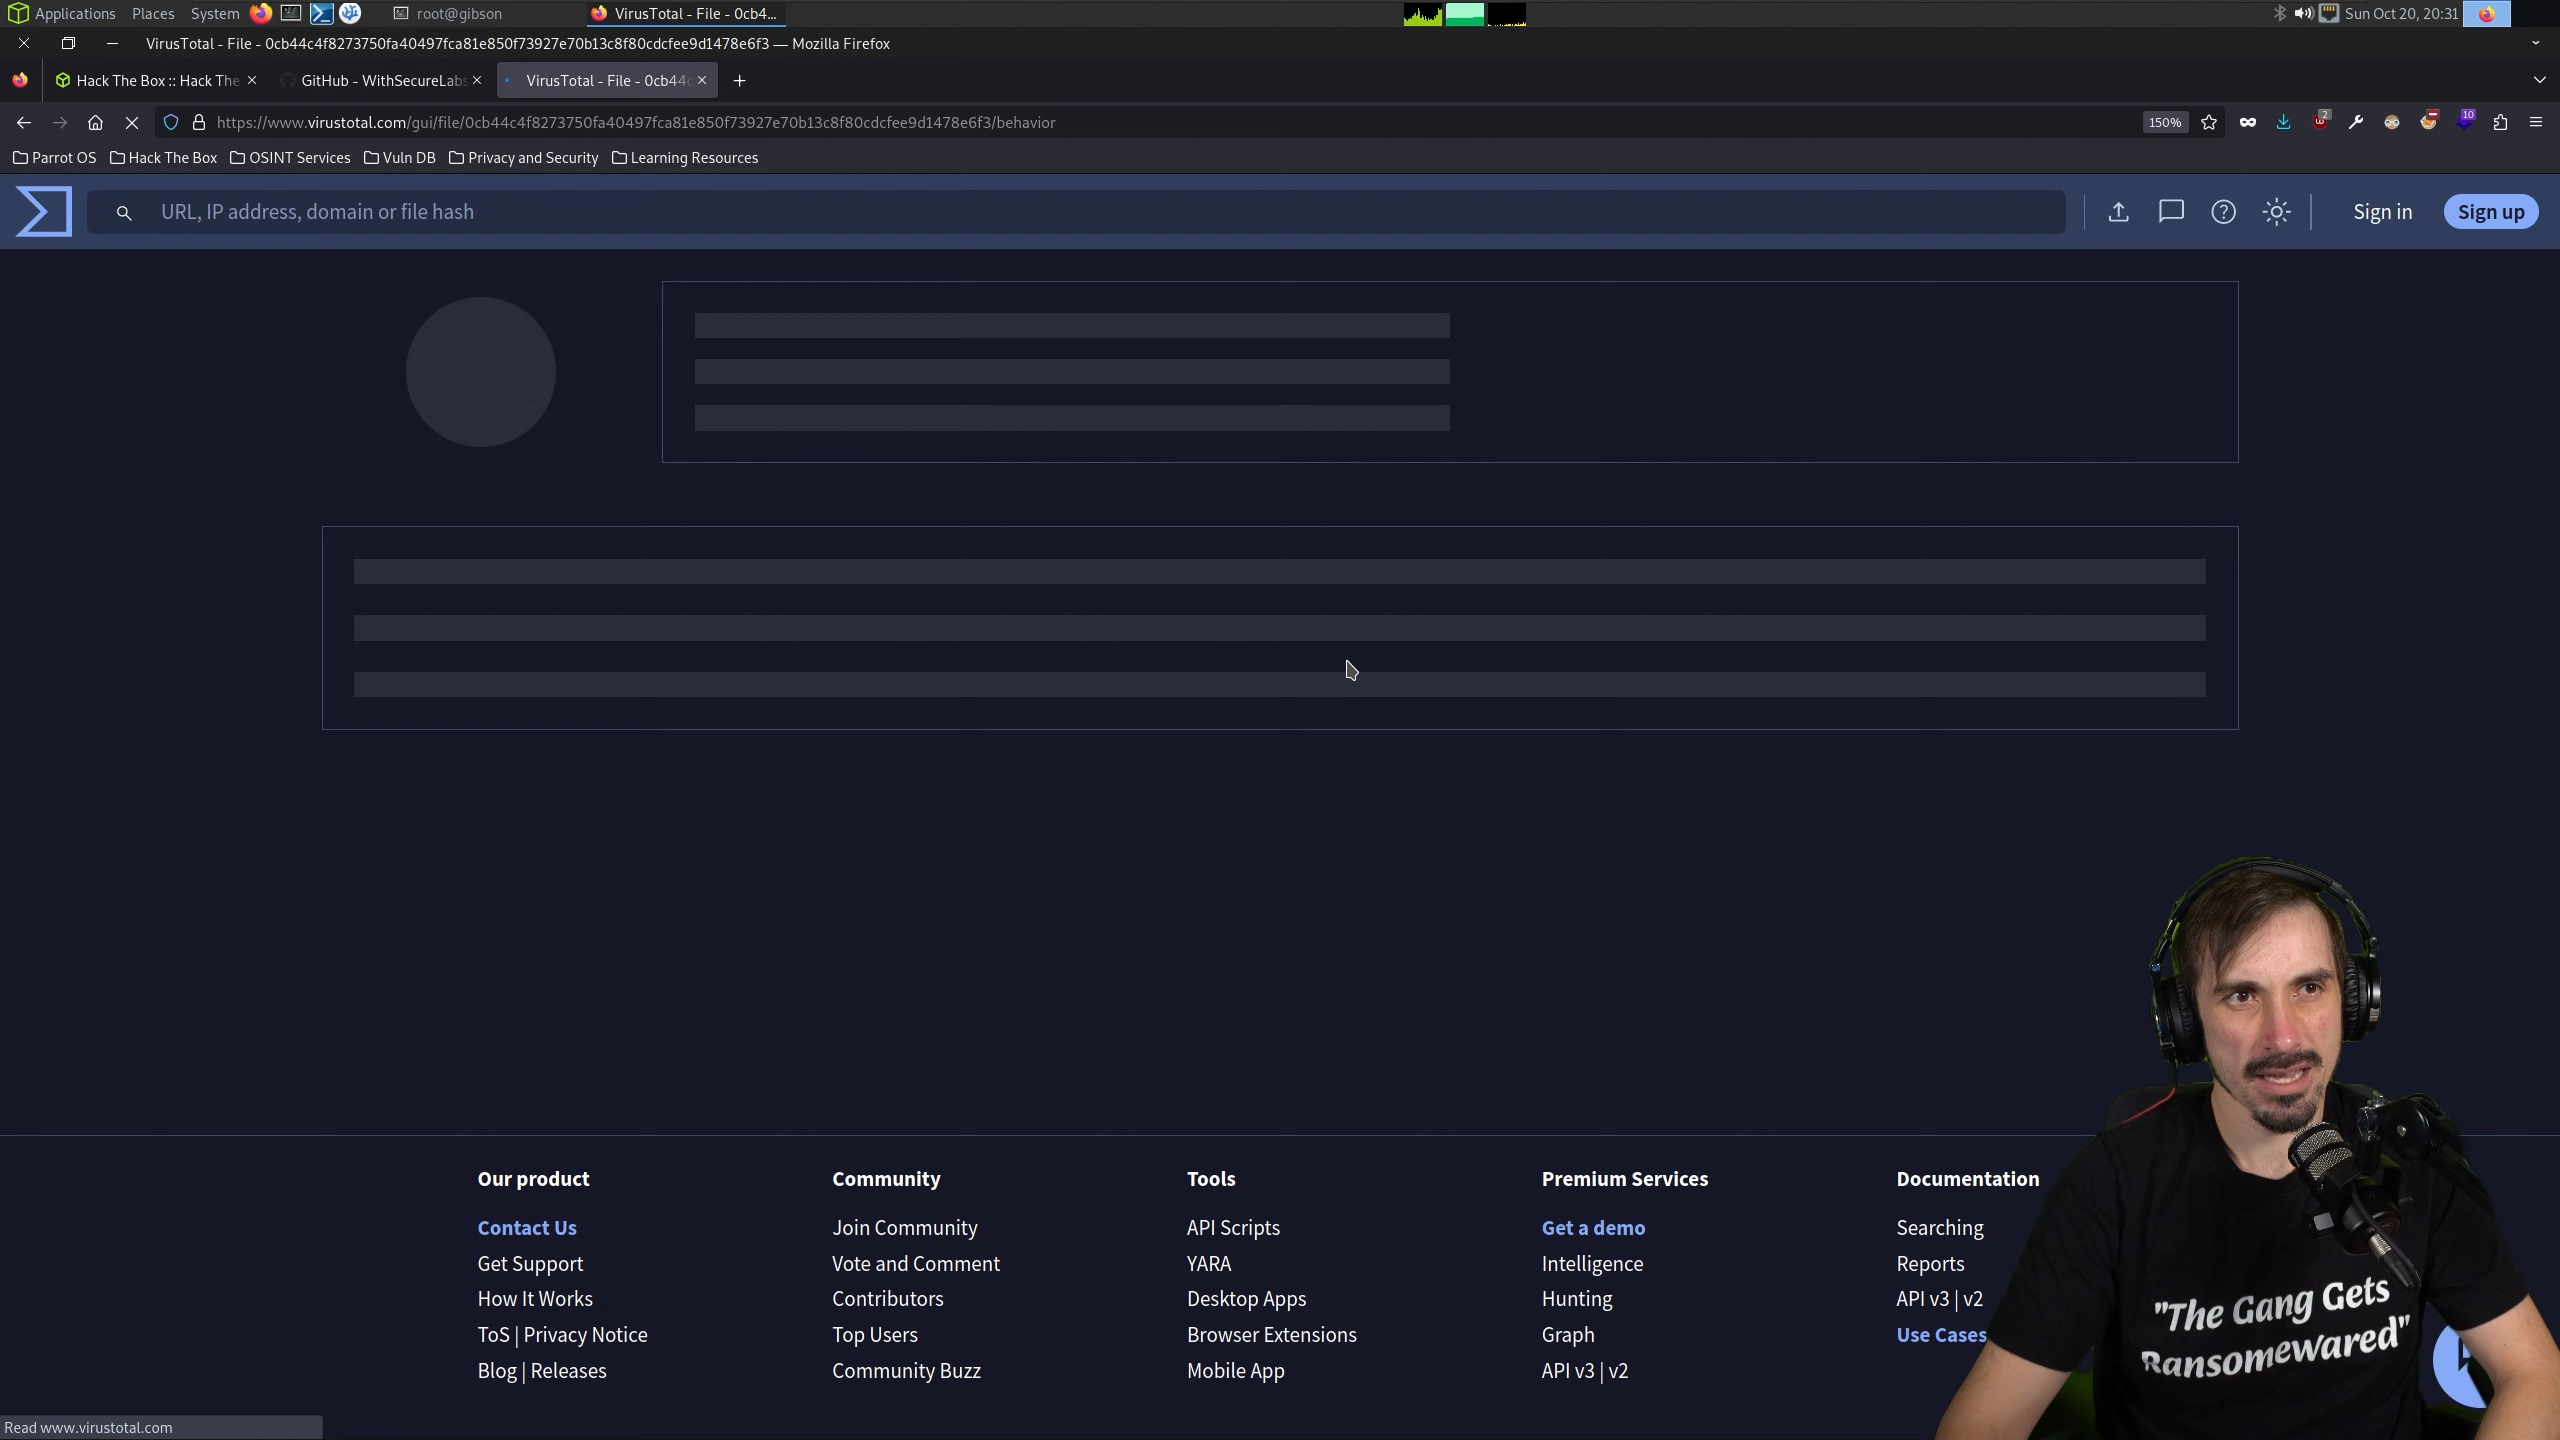 Applications Places System root@gibson VirusTotal - File - 0cb4... Sun Oct 20, 20:31
VirusTotal - File - 0cb44c4f8273750fa40497fca81e850f73927e70b13c8f80cdcfee9d1478e6f3 — Mozilla Firefox
Hack The Box :: Hack The GitHub - WithSecureLabs VirusTotal - File - 0cb44c
https://www.virustotal.com/gui/file/0cb44c4f8273750fa40497fca81e850f73927e70b13c8f80cdcfee9d1478e6f3/behavior 150% 2 10
Parrot OS Hack The Box OSINT Services Vuln DB Privacy and Security Learning Resources
URL, IP address, domain or file hash Sign in Sign up
Our product Community Tools Premium Services Documentation
Contact Us Join Community API Scripts Get a demo Searching
Get Support Vote and Comment YARA Intelligence Reports
How It Works Contributors Desktop Apps Hunting API v3 | v2
ToS | Privacy Notice Top Users Browser Extensions Graph Use Cases
Blog | Releases Community Buzz Mobile App API v3 | v2
"The Gang Gets
Ransomewared"
Read www.virustotal.com